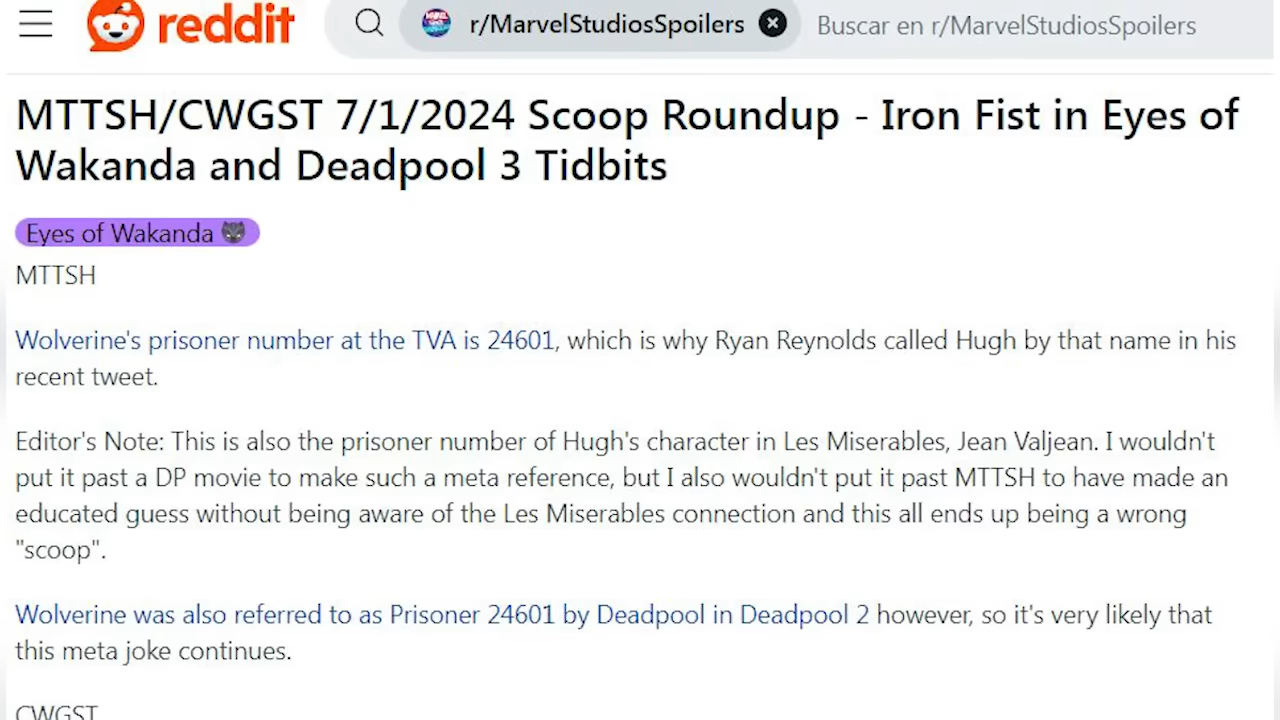 reddit
r/MarvelStudiosSpoilers
Buscar en r/MarvelStudiosSpoilers
MTTSH/CWGST 7/1/2024 Scoop Roundup - Iron Fist in Eyes of
Wakanda and Deadpool 3 Tidbits
Eyes of Wakanda
MTTSH
Wolverine's prisoner number at the TVA is 24601, which is why Ryan Reynolds called Hugh by that name in his
recent tweet.
Editor's Note: This is also the prisoner number of Hugh's character in Les Miserables, Jean Valjean. I wouldn't
put it past a DP movie to make such a meta reference, but I also wouldn't put it past MTTSH to have made an
educated guess without being aware of the Les Miserables connection and this all ends up being a wrong
"scoop".
Wolverine was also referred to as Prisoner 24601 by Deadpool in Deadpool 2 however, so it's very likely that
this meta joke continues.
CWGST